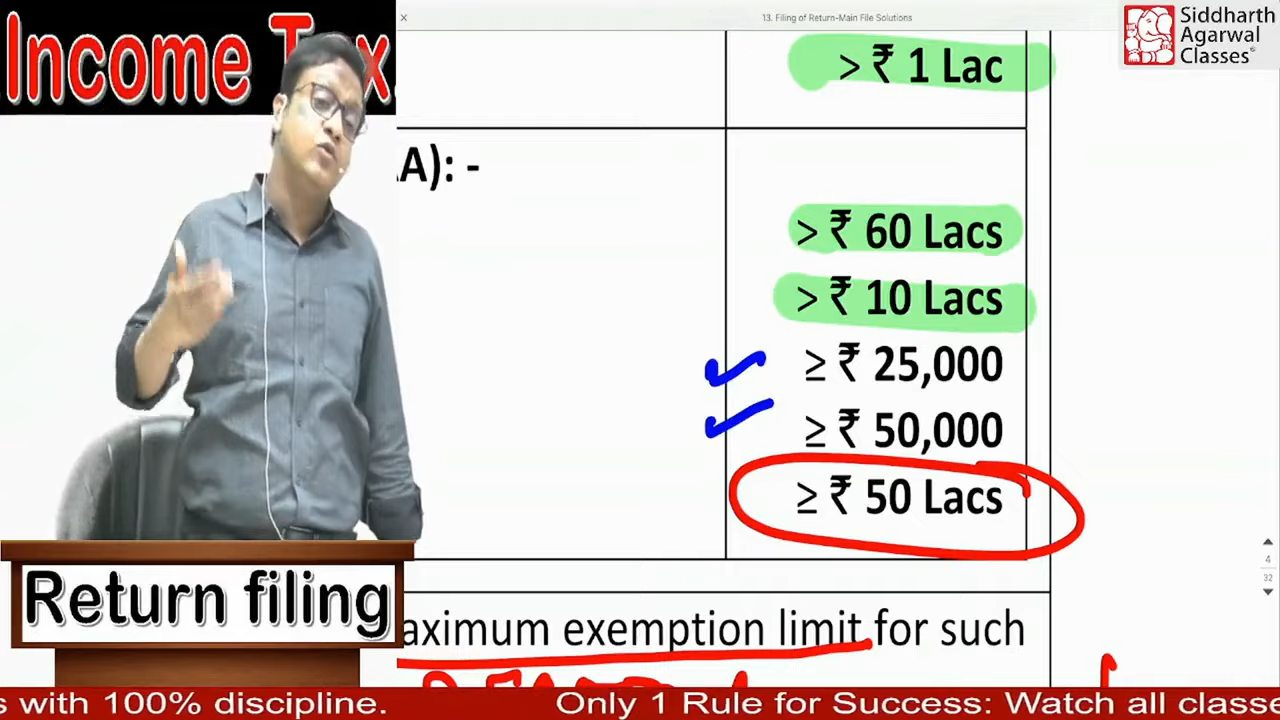 Income Tax
13. Filing of Return-Main File Solutions
Siddharth
Agarwal
Classes
> ₹ 1 Lac
A): -
> ₹ 60 Lacs
> ₹ 10 Lacs
≥ ₹ 25,000
≥ ₹ 50,000
≥ ₹ 50 Lacs
4
32
Return filing
aximum exemption limit for such
s with 100% discipline.
Only 1 Rule for Success: Watch all classe